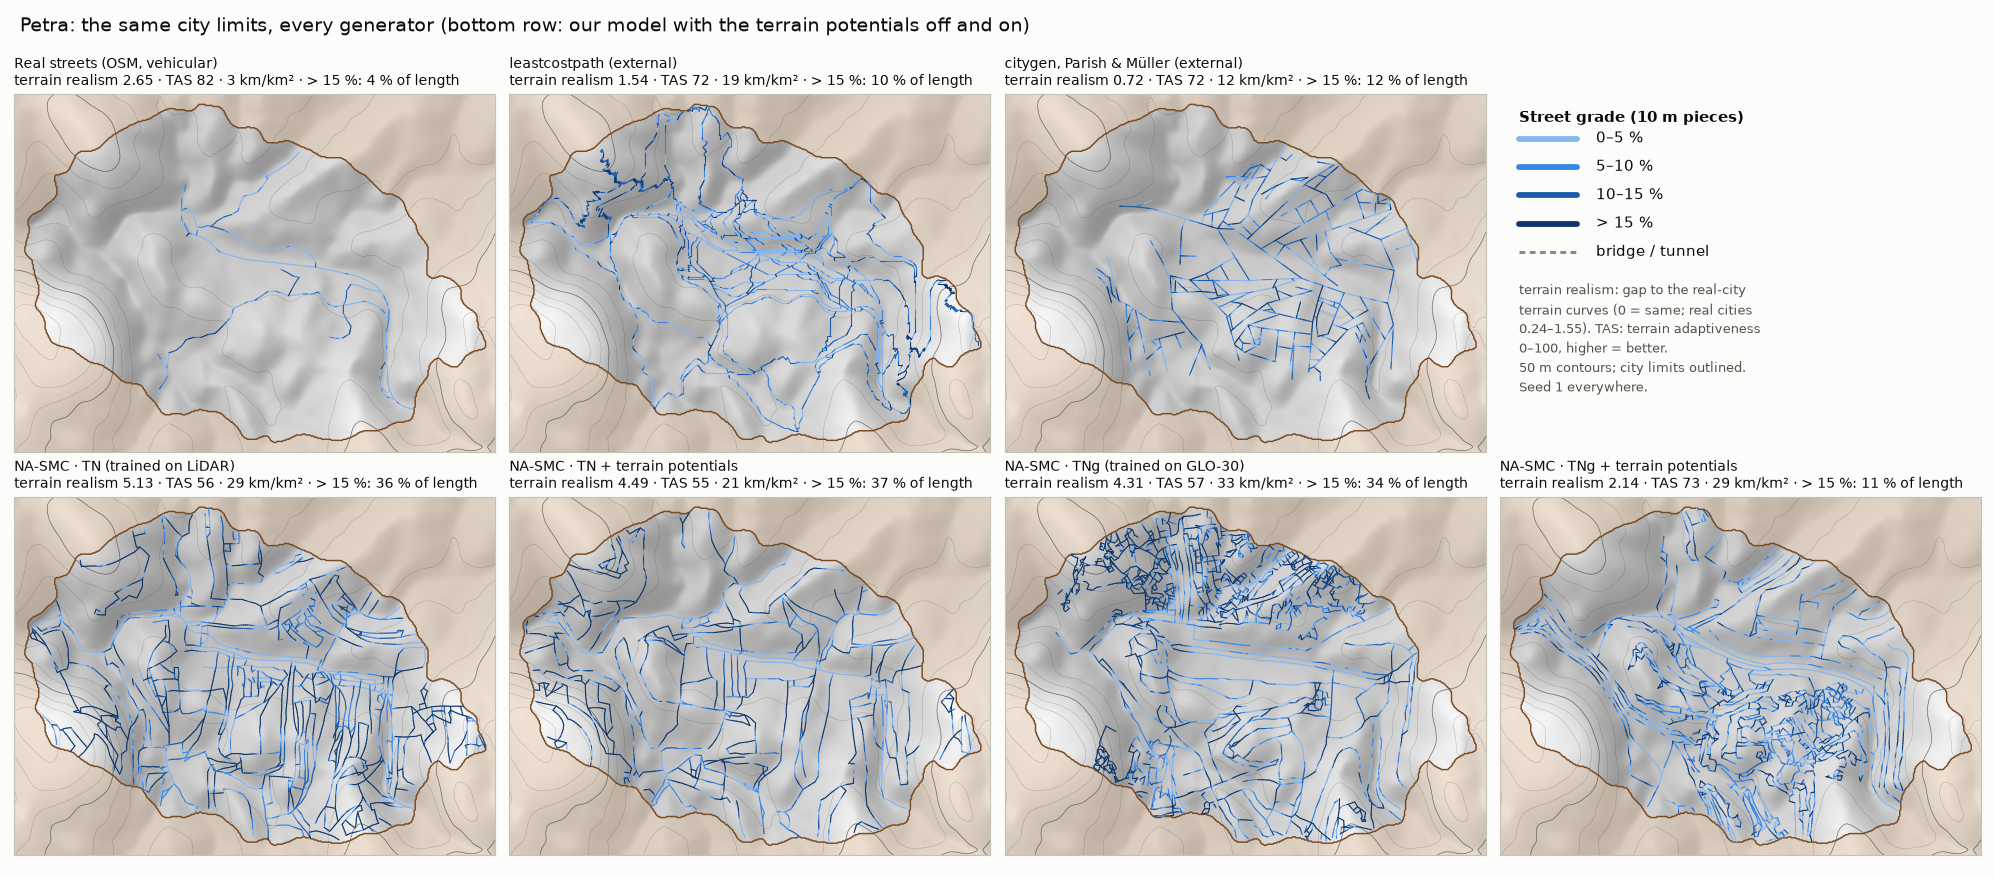 Petra: the same city limits, every generator (bottom row: our model with the terrain potentials off and on)
Real streets (OSM, vehicular)
terrain realism 2.65 · TAS 82 · 3 km/km² · > 15 %: 4 % of length
leastcostpath (external)
terrain realism 1.54 · TAS 72 · 19 km/km² · > 15 %: 10 % of length
citygen, Parish & Müller (external)
terrain realism 0.72 · TAS 72 · 12 km/km² · > 15 %: 12 % of length
Street grade (10 m pieces)
0–5 %
5–10 %
10–15 %
> 15 %
bridge / tunnel
terrain realism: gap to the real-city
terrain curves (0 = same; real cities
0.24–1.55). TAS: terrain adaptiveness
0–100, higher = better.
50 m contours; city limits outlined.
Seed 1 everywhere.
NA-SMC · TN (trained on LiDAR)
terrain realism 5.13 · TAS 56 · 29 km/km² · > 15 %: 36 % of length
NA-SMC · TN + terrain potentials
terrain realism 4.49 · TAS 55 · 21 km/km² · > 15 %: 37 % of length
NA-SMC · TNg (trained on GLO-30)
terrain realism 4.31 · TAS 57 · 33 km/km² · > 15 %: 34 % of length
NA-SMC · TNg + terrain potentials
terrain realism 2.14 · TAS 73 · 29 km/km² · > 15 %: 11 % of length